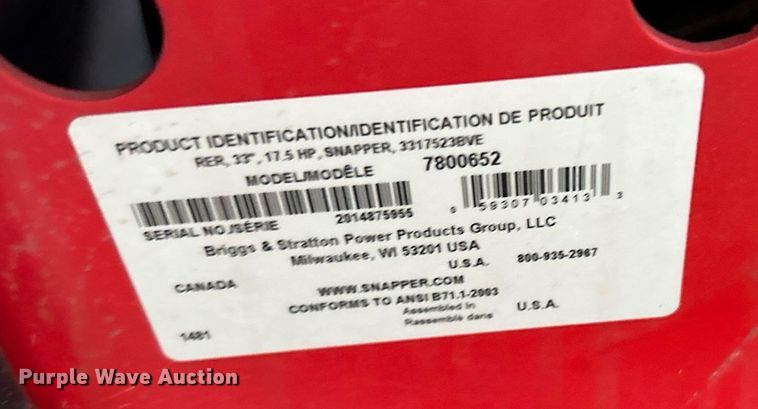 PRODUCT IDENTIFICATION/IDENTIFICATION DE PRODUIT
RER, 33", 17.5 HP, SNAPPER, 3317523BVE
MODEL/MODÈLE 7800652
SERIAL NO./SÉRIE 2014875955 59307 03413 3
Briggs & Stratton Power Products Group, LLC
Milwaukee, WI 53201 USA
CANADA U.S.A. 800-935-2967
WWW.SNAPPER.COM
CONFORMS TO ANSI B71.1-2003
1481 Assembled in U.S.A.
Rassemblé dans
Purple Wave Auction